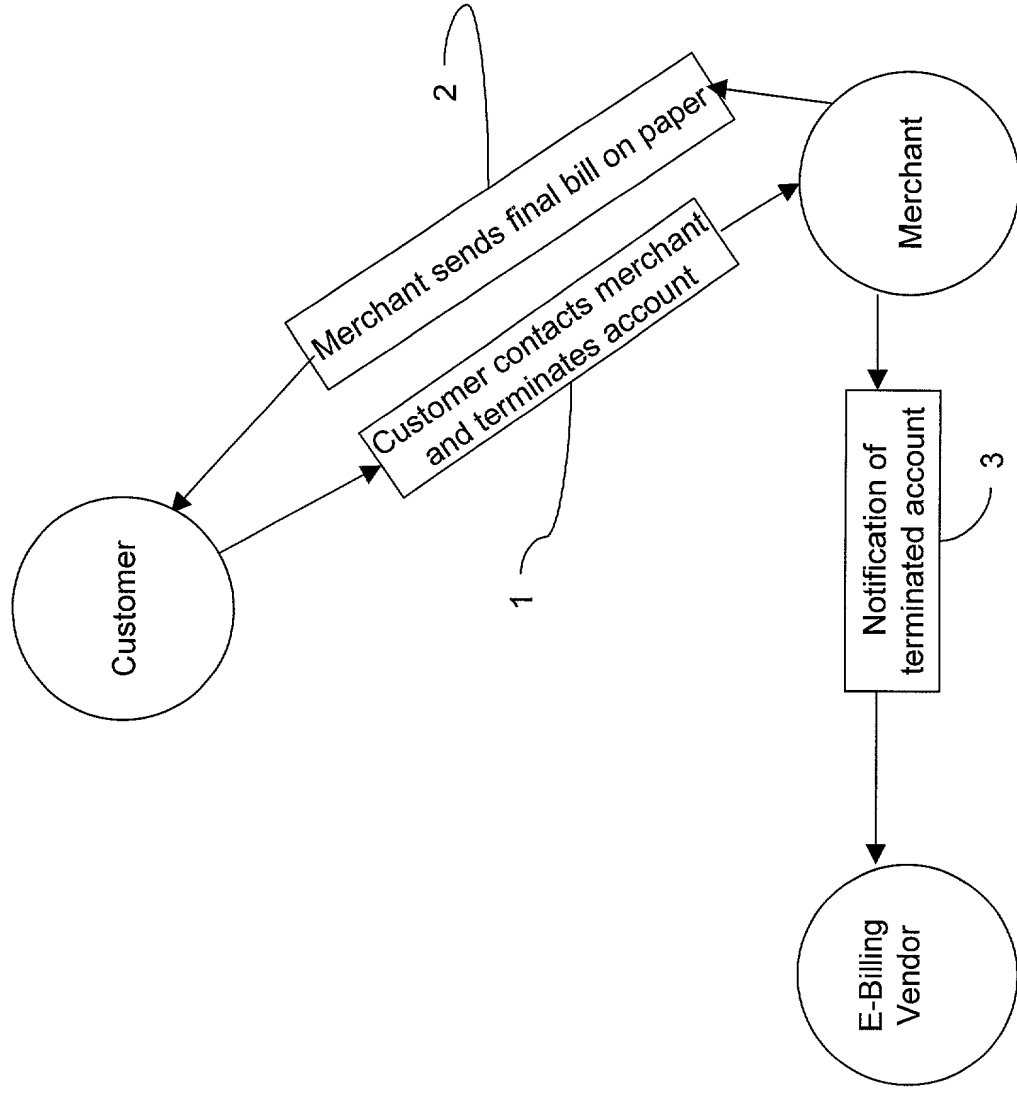 Customer
Merchant sends final bill on paper
2
Customer contacts merchant
and terminates account
1
E-Billing
Vendor
Notification of
terminated account
Merchant
3